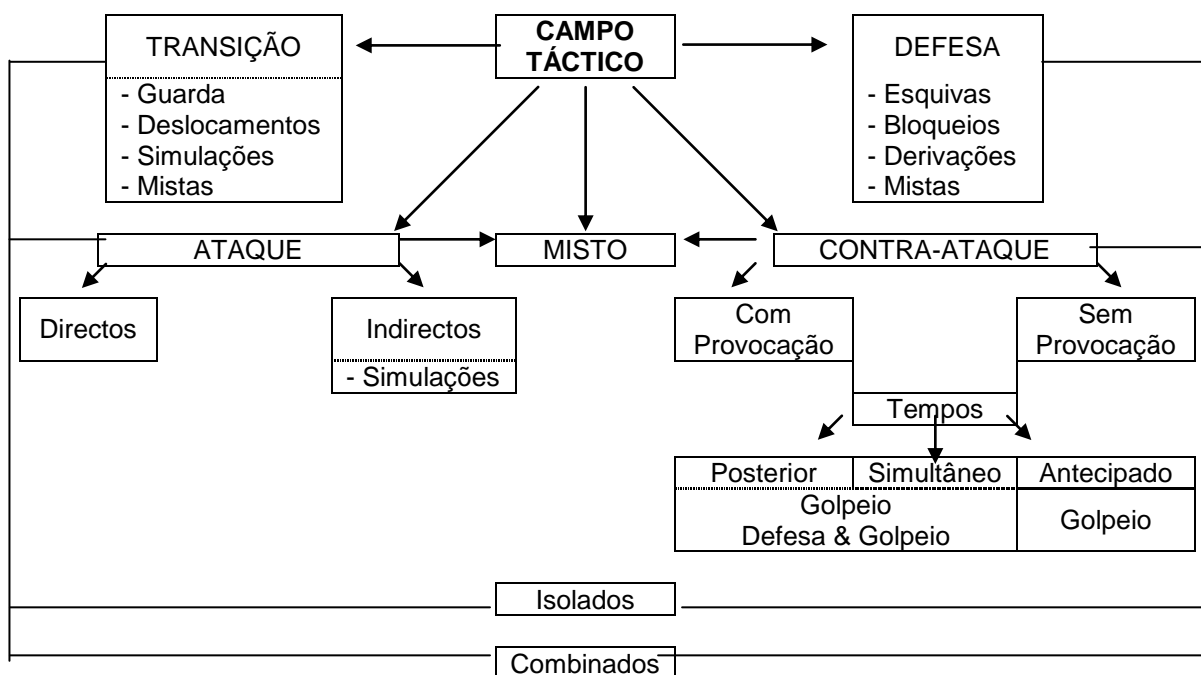 TRANSIÇÃO
- Guarda
- Deslocamentos
- Simulações
- Mistas
CAMPO
TÁCTICO
DEFESA
- Esquivas
- Bloqueios
- Derivações
- Mistas
ATAQUE
MISTO
CONTRA-ATAQUE
Directos
Indirectos
- Simulações
Com
Provocação
Sem
Provocação
Tempos
Posterior
Simultâneo
Antecipado
Golpeio
Defesa & Golpeio
Golpeio
Isolados
Combinados